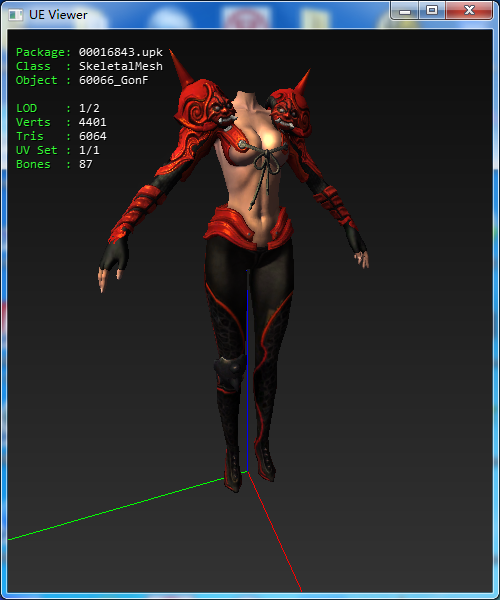 UE Viewer
Package: 00016843.upk
Class : SkeletalMesh
Object : 60066_GonF
LOD : 1/2
Verts : 4401
Tris : 6064
UV Set : 1/1
Bones : 87